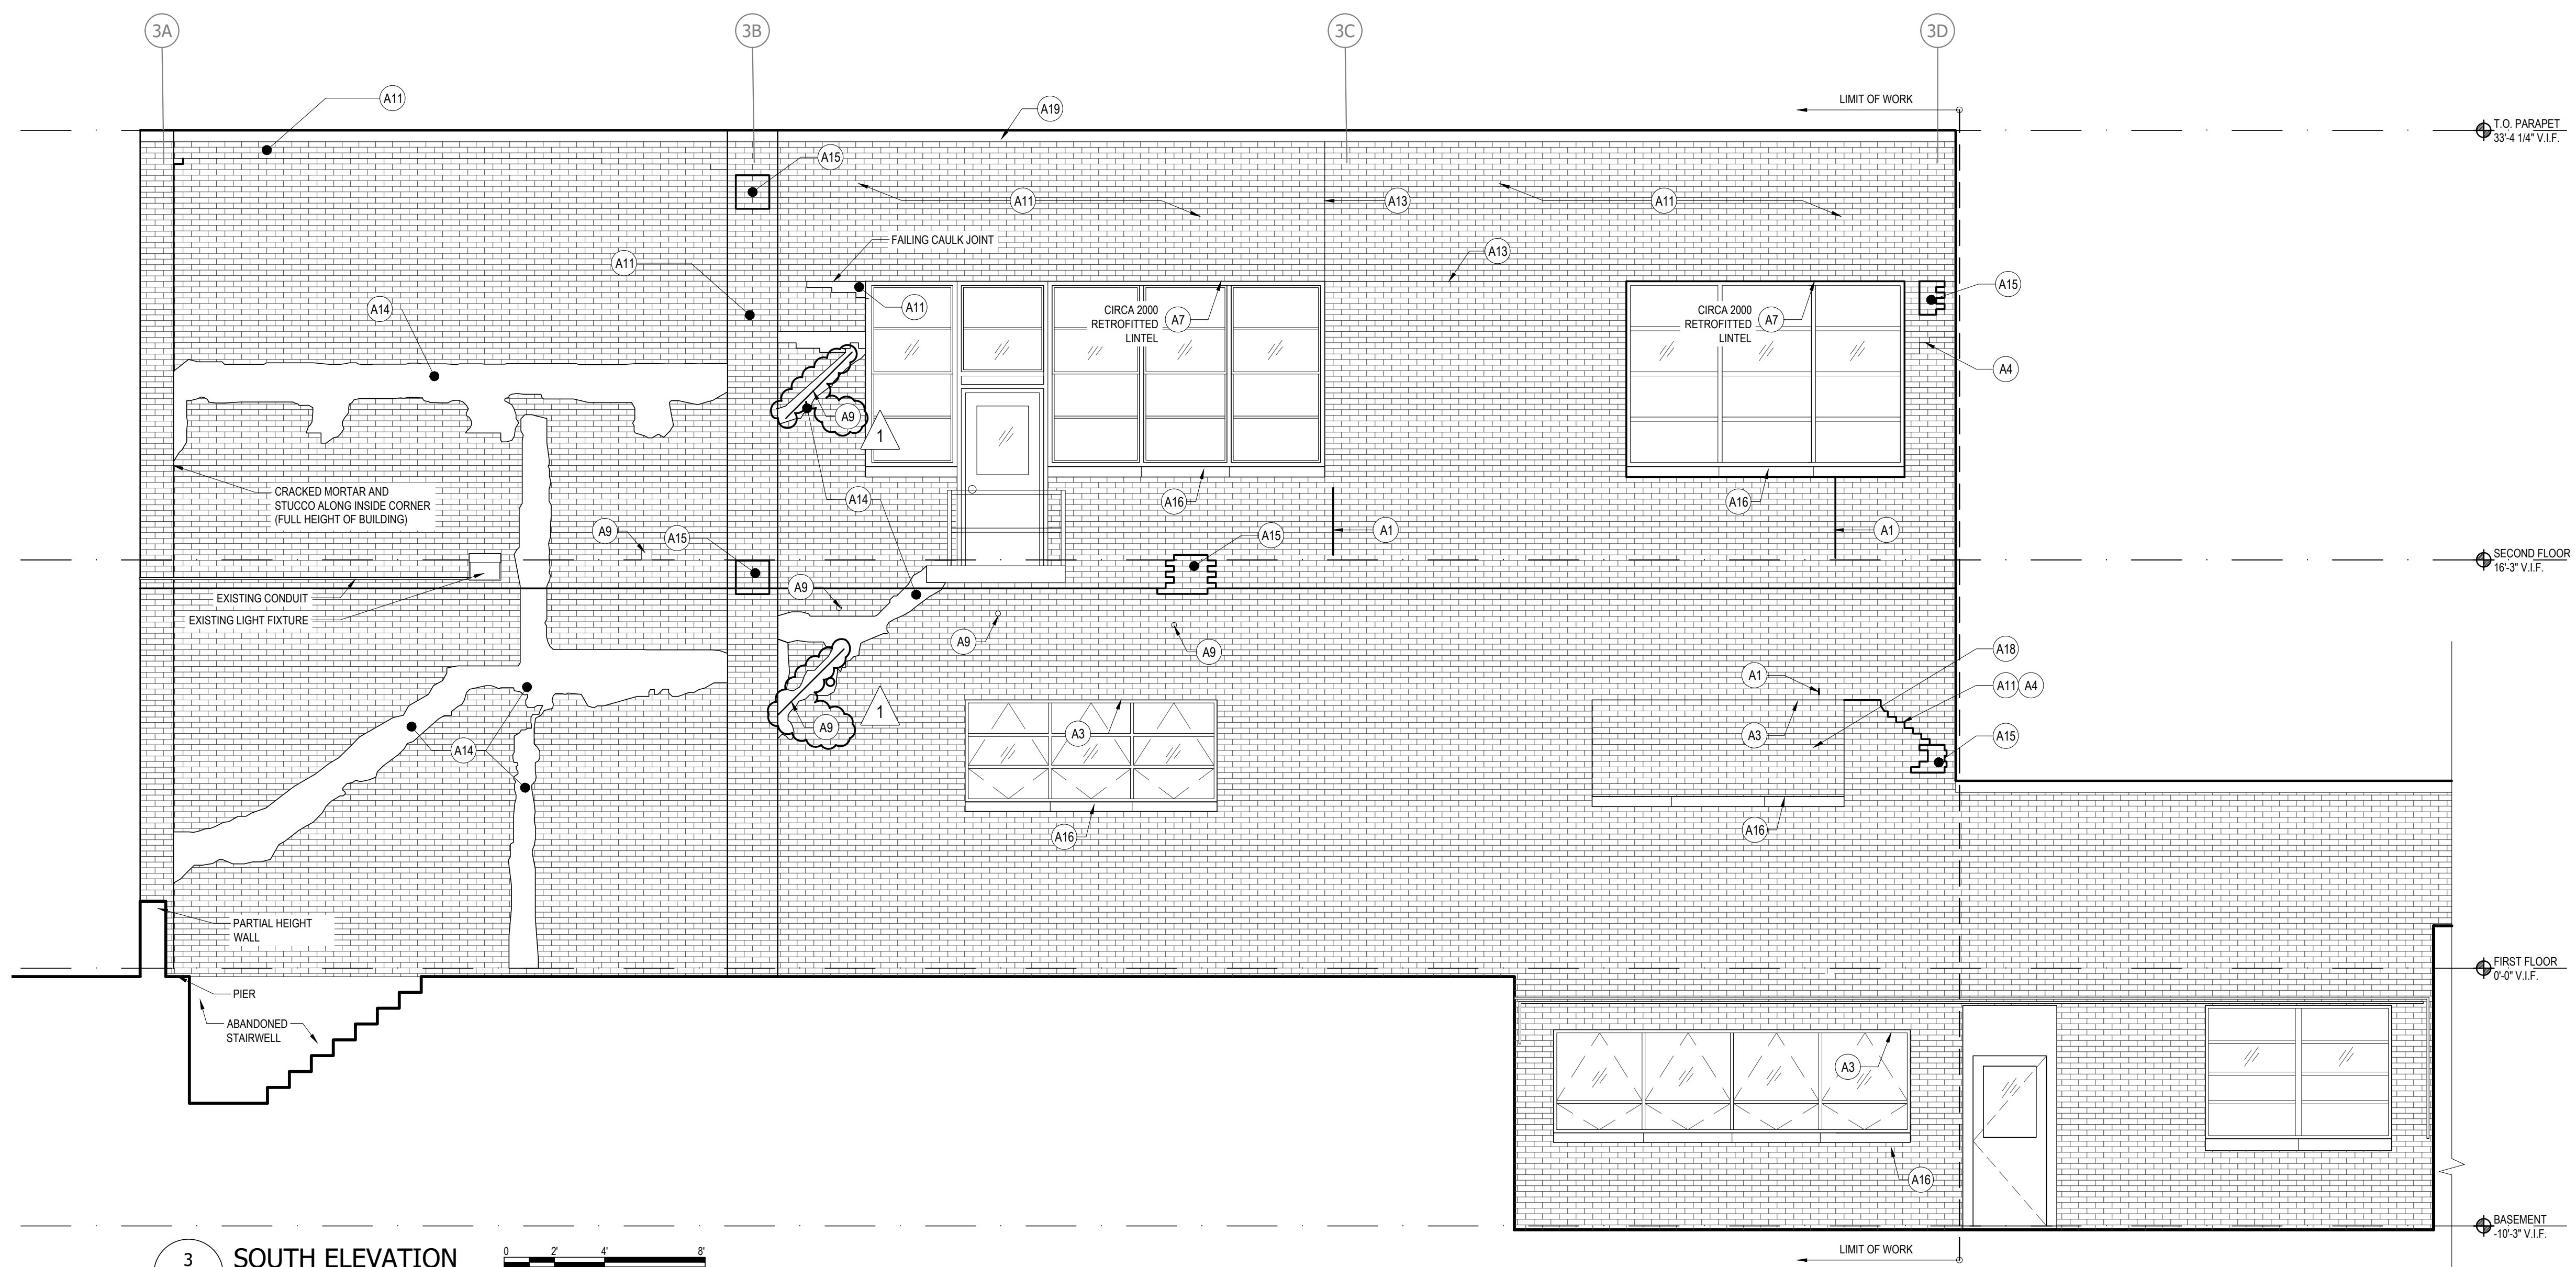 3A
3B
3C
3D
A11
A19
LIMIT OF WORK
T.O. PARAPET
33'-4 1/4" V.I.F.
A15
A11
A13
A11
FAILING CAULK JOINT
A13
A11
A15
A14
A11
CIRCA 2000
RETROFITTED
LINTEL
A7
CIRCA 2000
RETROFITTED
LINTEL
A7
A4
A9
1
CRACKED MORTAR AND
STUCCO ALONG INSIDE CORNER
(FULL HEIGHT OF BUILDING)
A14
A16
A16
A9
A15
A15
A1
A1
SECOND FLOOR
16'-3" V.I.F.
A9
EXISTING CONDUIT
EXISTING LIGHT FIXTURE
A9
A9
A18
A1
A11
A4
1
A9
A3
A3
A15
A14
A16
A16
PARTIAL HEIGHT
WALL
FIRST FLOOR
0'-0" V.I.F.
PIER
ABANDONED
STAIRWELL
A3
A16
BASEMENT
-10'-3" V.I.F.
LIMIT OF WORK
3
SOUTH ELEVATION
0
2'
4'
8'